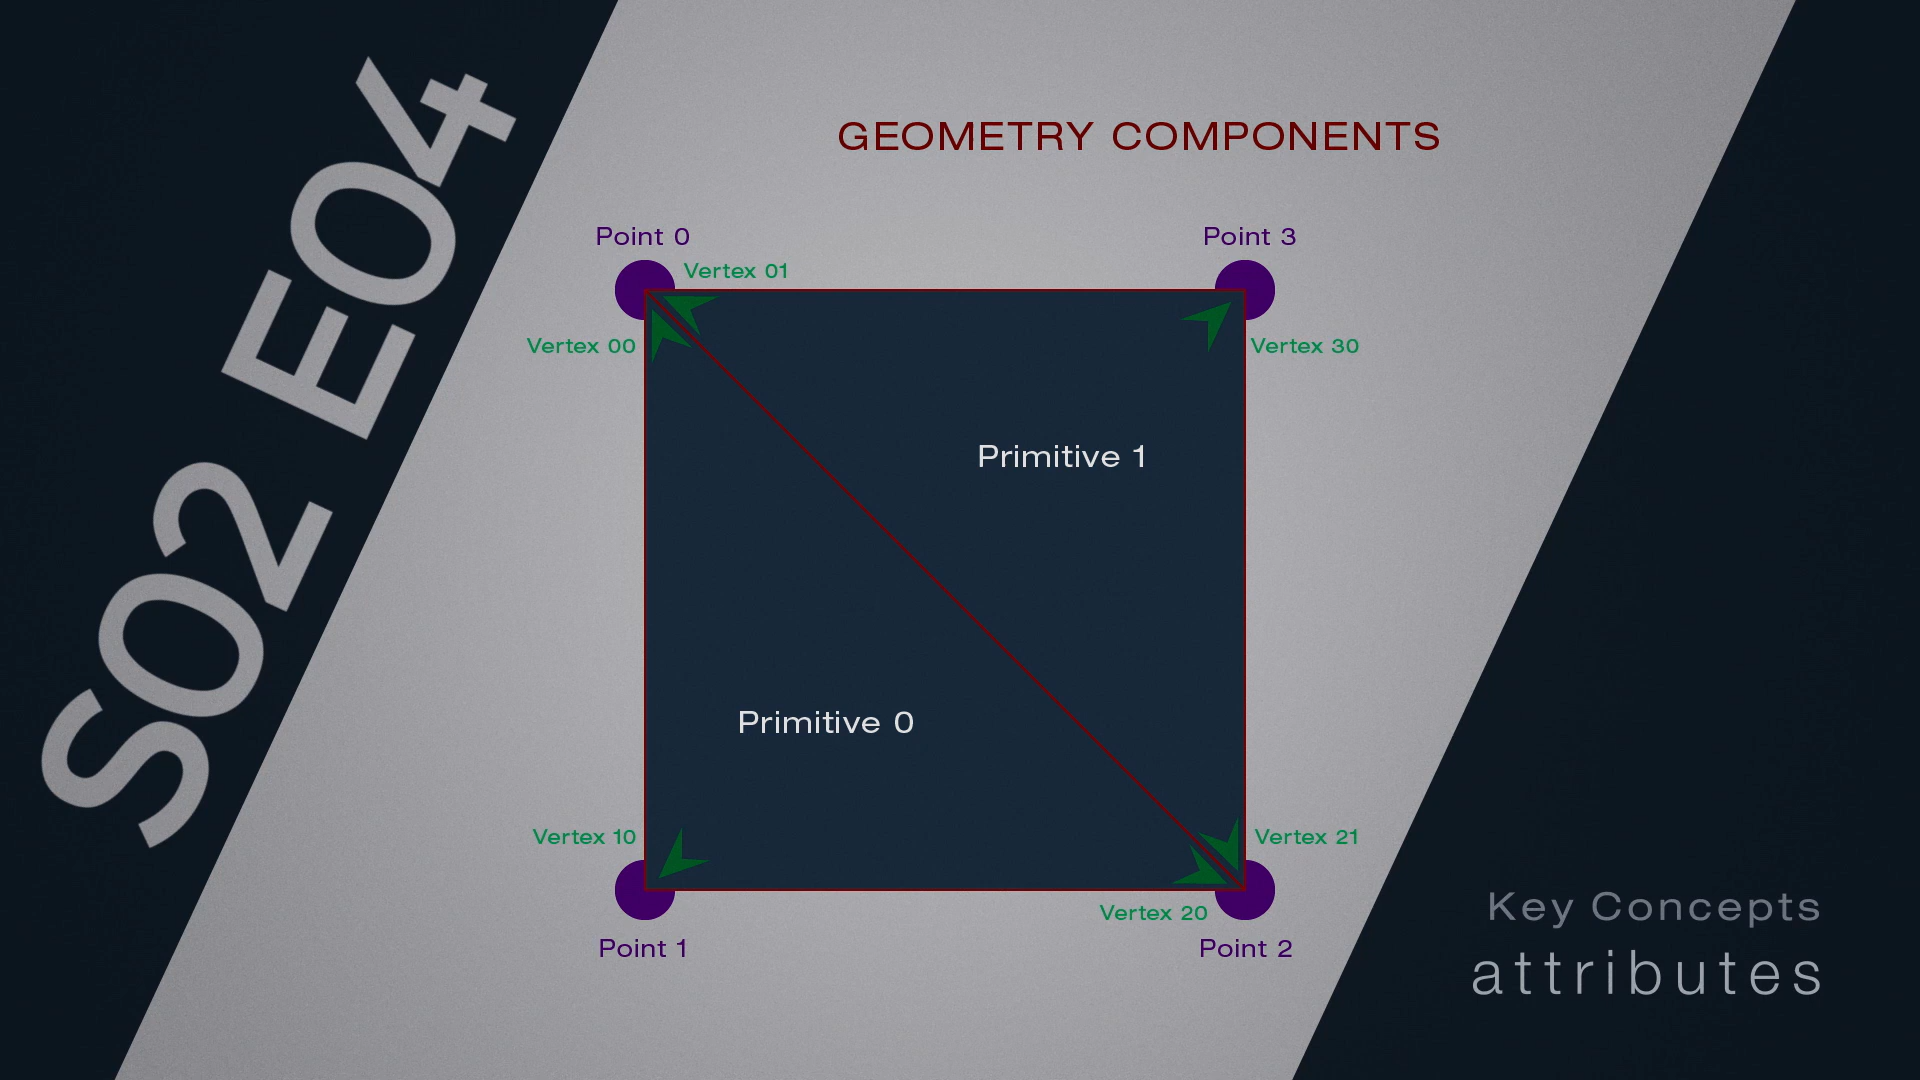 S02 E04
GEOMETRY COMPONENTS
Point 0
Point 3
Vertex 01
Vertex 00
Vertex 30
Primitive 1
Primitive 0
Vertex 10
Vertex 21
Vertex 20
Point 1
Point 2
Key Concepts
attributes